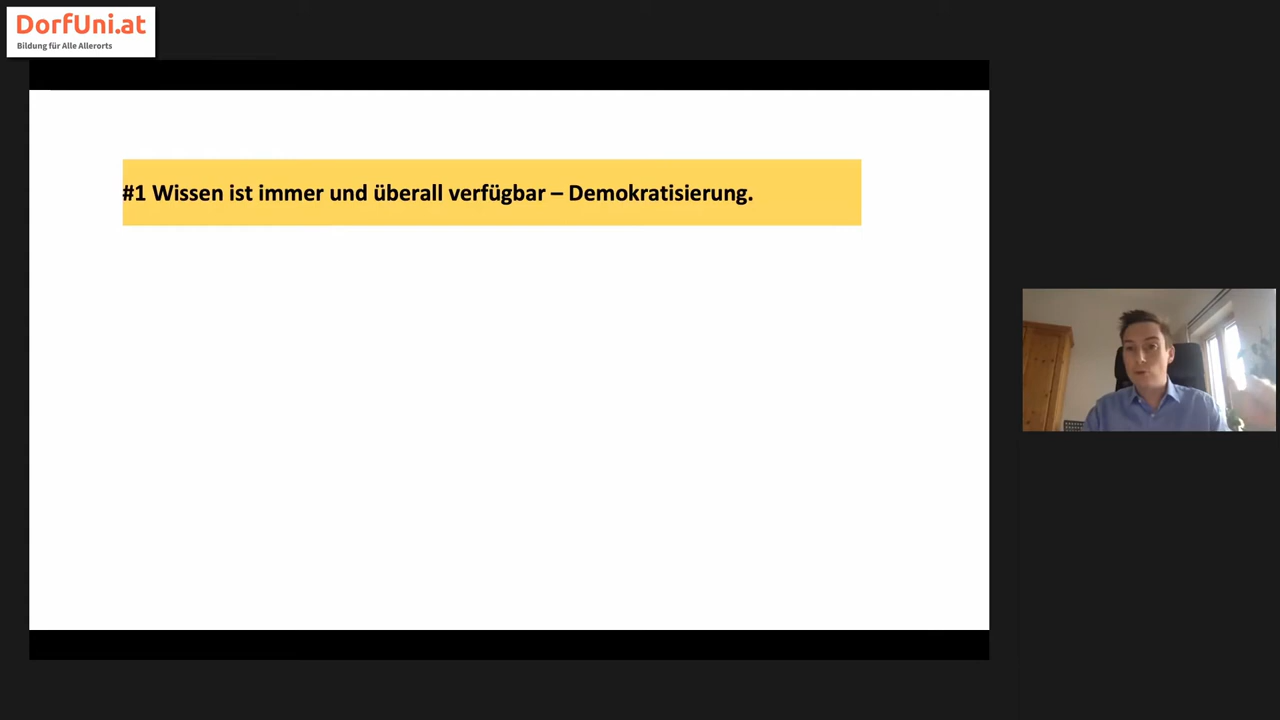 DorfUni.at
Bildung für Alle Allerorts
#1 Wissen ist immer und überall verfügbar – Demokratisierung.